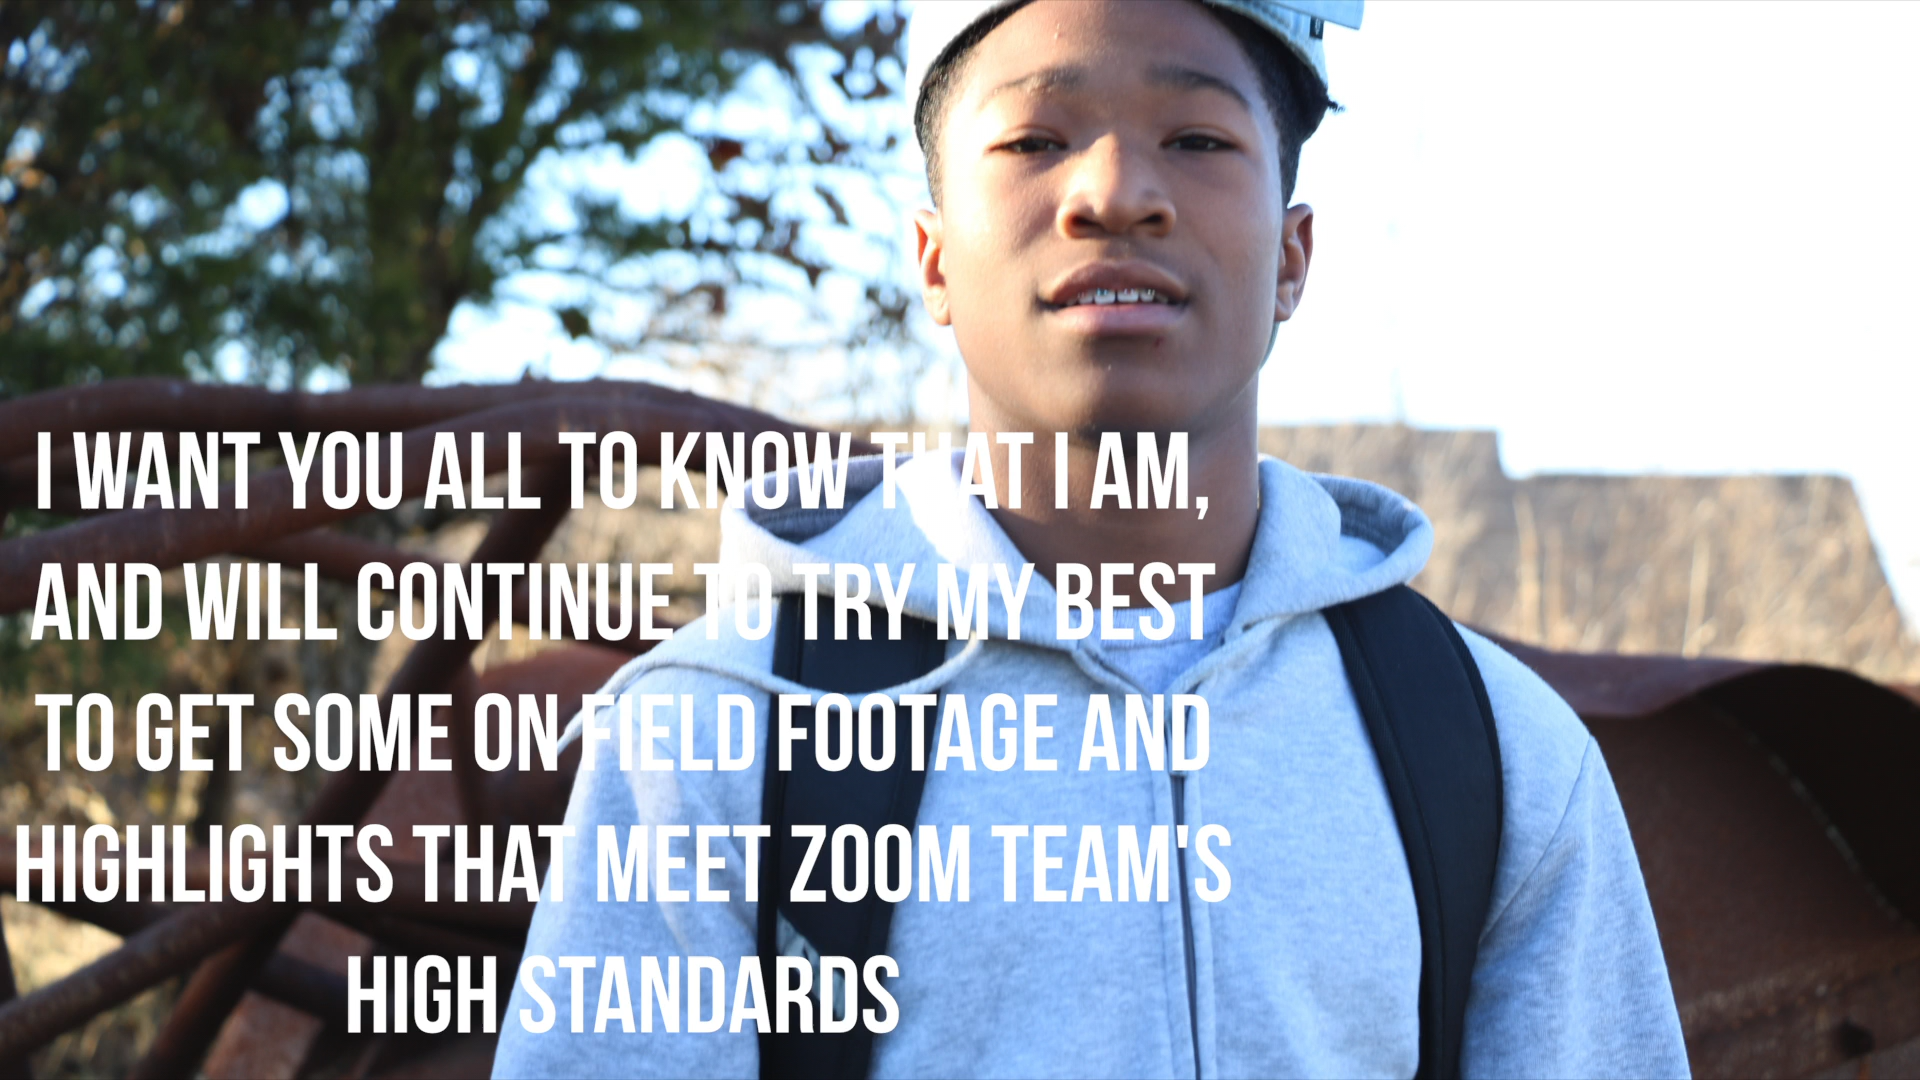 I WANT YOU ALL TO KNOW THAT I AM,
AND WILL CONTINUE TO TRY MY BEST
TO GET SOME ON FIELD FOOTAGE AND
HIGHLIGHTS THAT MEET ZOOM TEAM'S
HIGH STANDARDS